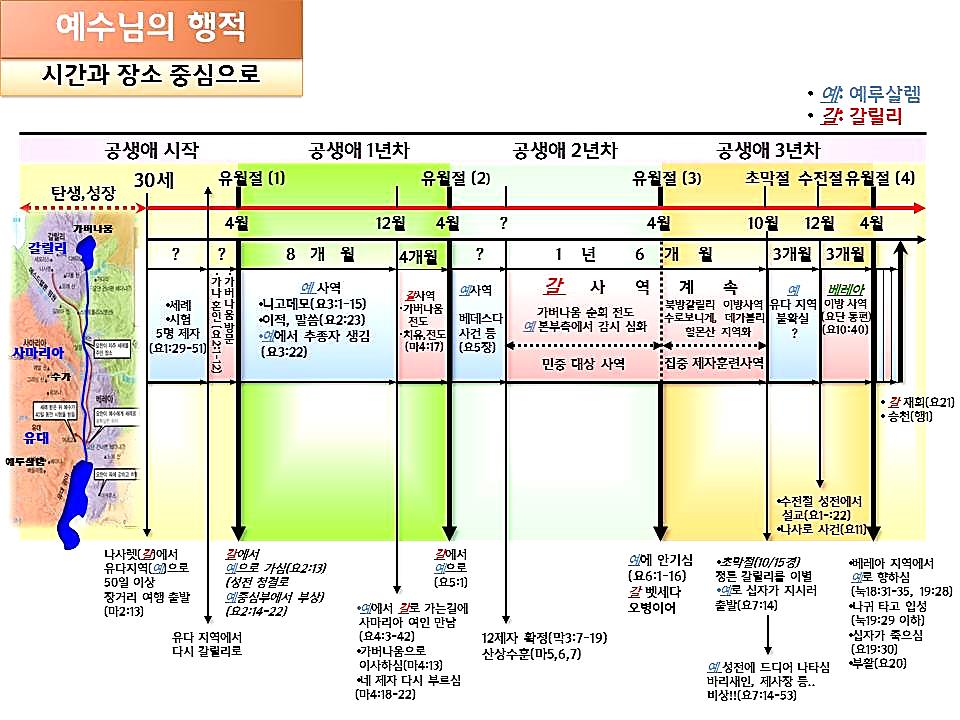 예수님의 행적
시간과 장소 중심으로
• 예: 예루살렘
• 갈: 갈릴리
공생애 시작
공생애 1년차
공생애 2년차
공생애 3년차
탄생,성장
30세
유월절 (1)
유월절 (2)
유월절 (3)
초막절
수전절
유월절 (4)
4월
12월
4월
?
4월
10월
12월
4월
?
?
8 개 월
4개월
?
1 년 6 개 월
3개월
3개월
•세례
•시험
5명 제자
(요1:29-51)
•가나 혼인(요2:1-12)
가버나움 방문
예 사역
•니고데모(요3:1-15)
•이적, 말씀(요2:23)
•예에서 추종자 생김
(요3:22)
갈사역
•가버나움
전도
•치유,전도
(마4:17)
예사역
베데스다
사건 등
(요5장)
갈 사 역 계 속
가버나움 순회 전도
예 본부측에서 감시 심화
민중 대상 사역
북방갈릴리
수로보니게,
헐몬산
이방사역
데가볼리
지역화
집중 제자훈련사역
예
유다 지역
불확실
?
베레아
이방 사역
(요단 동편)
(요10:40)
• 갈 재회(요21)
• 승천(행1)
가버나움
갈릴리
사마리아
수가
베레아
유대
예루살렘
•수전절 성전에서
설교(요1-:22)
•나사로 사건(요11)
나사렛(갈)에서
유다지역(예)으로
50일 이상
장거리 여행 출발
(마2:13)
유다 지역에서
다시 갈릴리로
갈에서
예으로 가심(요2:13)
(성전 청결로
예중심부에서 부상)
(요2:14-22)
•예에서 갈로 가는길에
사마리아 여인 만남
(요4:3-42)
•가버나움으로
이사하심(마4:13)
•네 제자 다시 부르심
(마4:18-22)
갈에서
예으로
(요5:1)
12제자 확정(막3:7-19)
산상수훈(마5,6,7)
예에 안가심
(요6:1-16)
갈 벳세다
오병이어
•초막절(10/15경)
정든 갈릴리를 이별
•예로 십자가 지시러
출발(요7:14)
예 성전에 드디어 나타심
바리새인, 제사장 등..
비상!!(요7:14-53)
•베레아 지역에서
예로 향하심
(눅18:31-35, 19:28)
•나귀 타고 입성
(눅19:29 이하)
•십자가 죽으심
(요19:30)
•부활(요20)